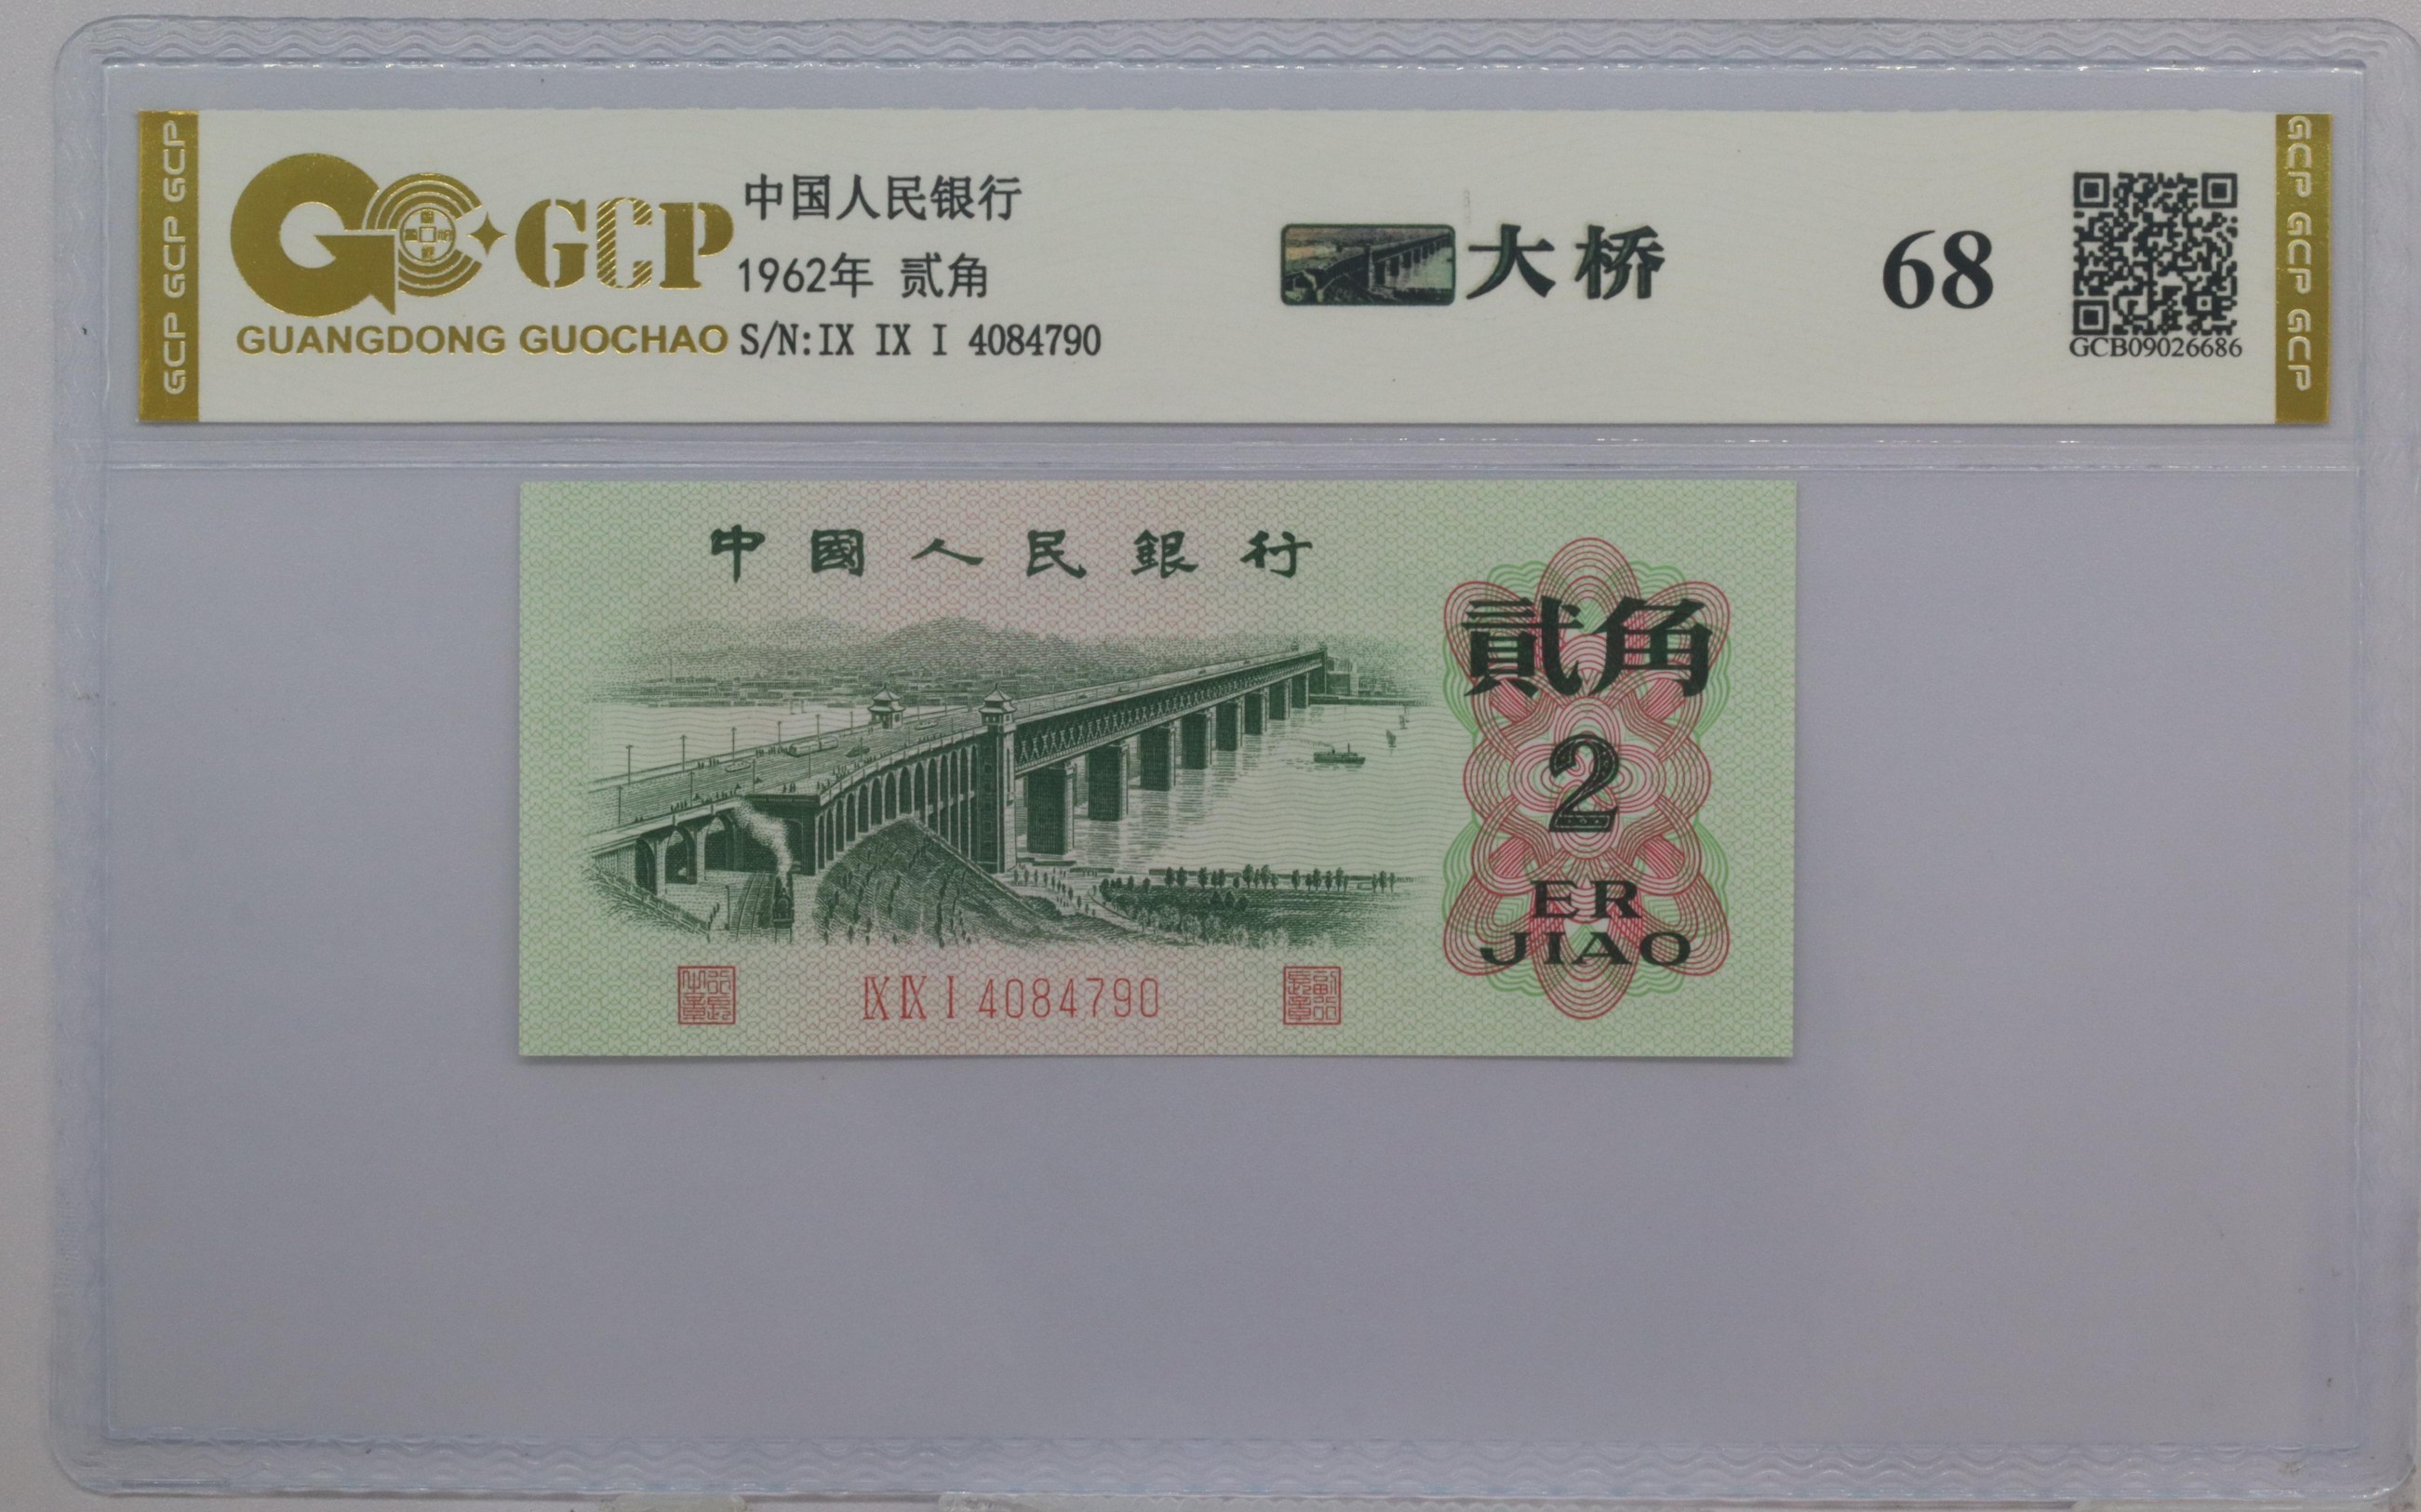 GCP GCP GCP
GCP
GUANGDONG GUOCHAO
中国人民银行
1962年 贰角
S/N:IX IX I 4084790
大桥
68
GCB09026686
GCP GCP GCP
中國人民銀行
貳角
2
ER
JIAO
IX IX I 4084790